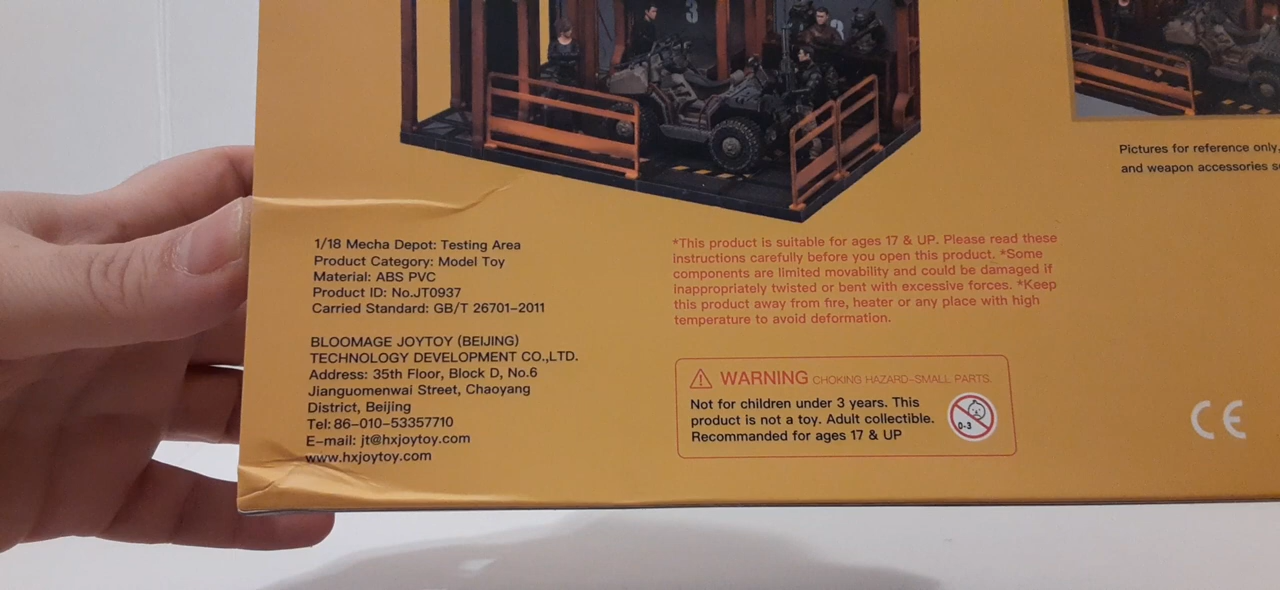 3
Pictures for reference only,
and weapon accessories
1/18 Mecha Depot: Testing Area
Product Category: Model Toy
Material: ABS PVC
Product ID: No.JT0937
Carried Standard: GB/T 26701-2011
BLOOMAGE JOYTOY (BEIJING)
TECHNOLOGY DEVELOPMENT CO.,LTD.
Address: 35th Floor, Block D, No.6
Jianguomenwai Street, Chaoyang
District, Beijing
Tel: 86-010-53357710
E-mail: jt@hxjoytoy.com
www.hxjoytoy.com
*This product is suitable for ages 17 & UP. Please read these
instructions carefully before you open this product. *Some
components are limited movability and could be damaged if
inappropriately twisted or bent with excessive forces. *Keep
this product away from fire, heater or any place with high
temperature to avoid deformation.
WARNING CHOKING HAZARD-SMALL PARTS.
Not for children under 3 years. This
product is not a toy. Adult collectible.
Recommanded for ages 17 & UP
0-3
CE